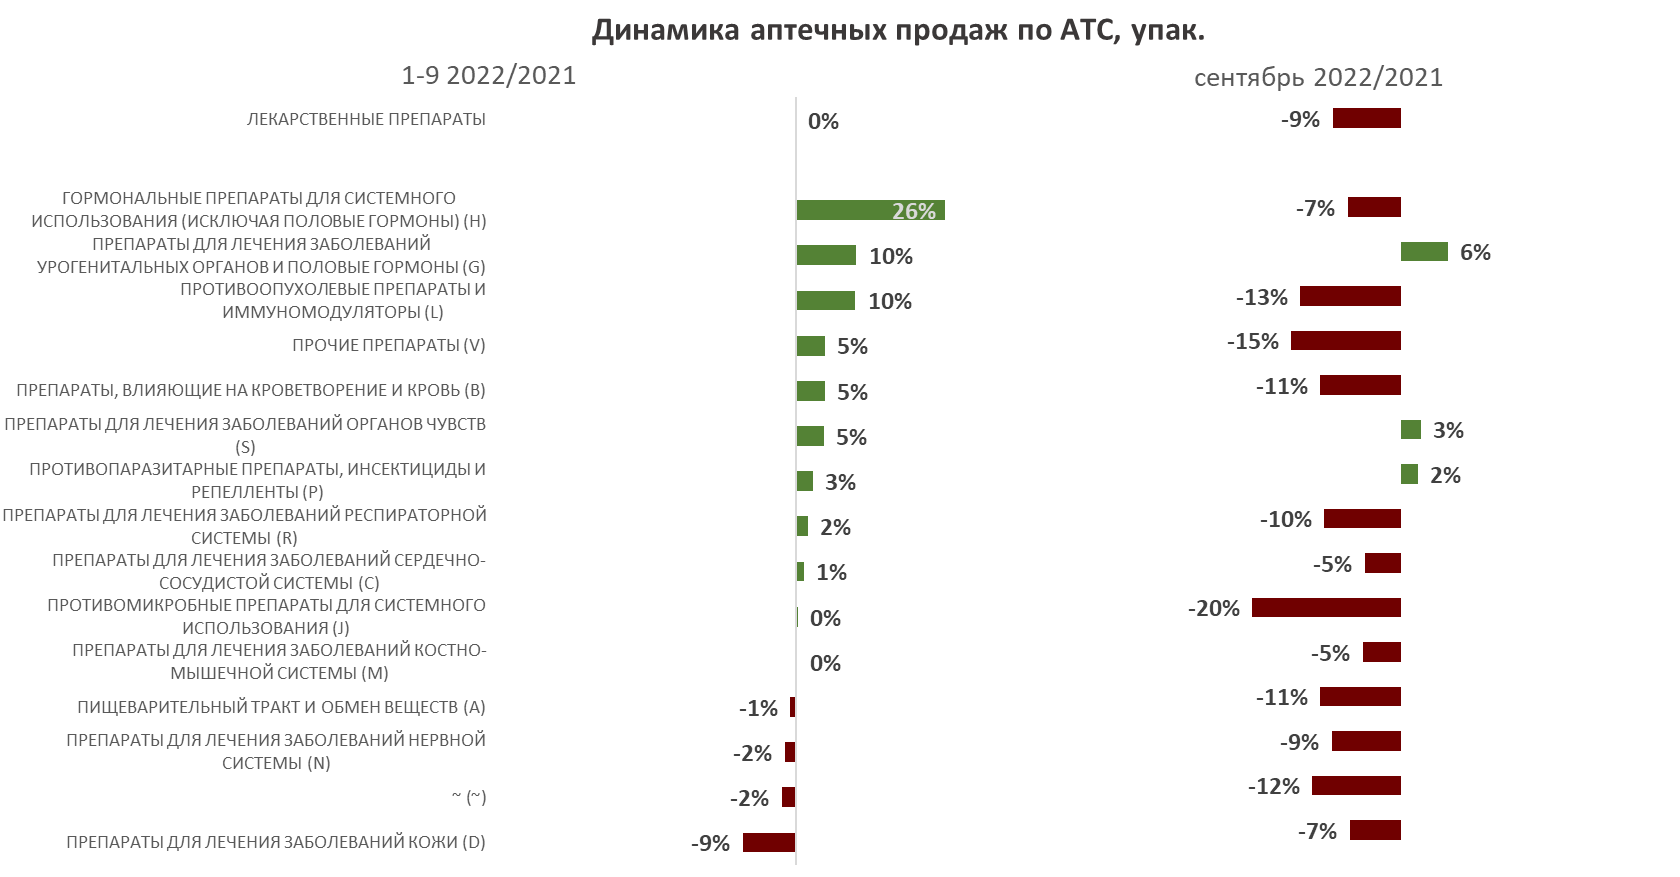 Динамика аптечных продаж по АТС, упак.
1-9 2022/2021
сентябрь 2022/2021
ЛЕКАРСТВЕННЫЕ ПРЕПАРАТЫ
0%
-9%
ГОРМОНАЛЬНЫЕ ПРЕПАРАТЫ ДЛЯ СИСТЕМНОГО
ИСПОЛЬЗОВАНИЯ (ИСКЛЮЧАЯ ПОЛОВЫЕ ГОРМОНЫ) (H)
26%
-7%
ПРЕПАРАТЫ ДЛЯ ЛЕЧЕНИЯ ЗАБОЛЕВАНИЙ
УРОГЕНИТАЛЬНЫХ ОРГАНОВ И ПОЛОВЫЕ ГОРМОНЫ (G)
10%
6%
ПРОТИВООПУХОЛЕВЫЕ ПРЕПАРАТЫ И
ИММУНОМОДУЛЯТОРЫ (L)
10%
-13%
ПРОЧИЕ ПРЕПАРАТЫ (V)
5%
-15%
ПРЕПАРАТЫ, ВЛИЯЮЩИЕ НА КРОВЕТВОРЕНИЕ И КРОВЬ (B)
5%
-11%
ПРЕПАРАТЫ ДЛЯ ЛЕЧЕНИЯ ЗАБОЛЕВАНИЙ ОРГАНОВ ЧУВСТВ
(S)
5%
3%
ПРОТИВОПАРАЗИТАРНЫЕ ПРЕПАРАТЫ, ИНСЕКТИЦИДЫ И
РЕПЕЛЛЕНТЫ (P)
3%
2%
ПРЕПАРАТЫ ДЛЯ ЛЕЧЕНИЯ ЗАБОЛЕВАНИЙ РЕСПИРАТОРНОЙ
СИСТЕМЫ (R)
2%
-10%
ПРЕПАРАТЫ ДЛЯ ЛЕЧЕНИЯ ЗАБОЛЕВАНИЙ СЕРДЕЧНО-
СОСУДИСТОЙ СИСТЕМЫ (C)
1%
-5%
ПРОТИВОМИКРОБНЫЕ ПРЕПАРАТЫ ДЛЯ СИСТЕМНОГО
ИСПОЛЬЗОВАНИЯ (J)
0%
-20%
ПРЕПАРАТЫ ДЛЯ ЛЕЧЕНИЯ ЗАБОЛЕВАНИЙ КОСТНО-
МЫШЕЧНОЙ СИСТЕМЫ (M)
0%
-5%
ПИЩЕВАРИТЕЛЬНЫЙ ТРАКТ И ОБМЕН ВЕЩЕСТВ (A)
-1%
-11%
ПРЕПАРАТЫ ДЛЯ ЛЕЧЕНИЯ ЗАБОЛЕВАНИЙ НЕРВНОЙ
СИСТЕМЫ (N)
-2%
-9%
~ (~)
-2%
-12%
ПРЕПАРАТЫ ДЛЯ ЛЕЧЕНИЯ ЗАБОЛЕВАНИЙ КОЖИ (D)
-9%
-7%